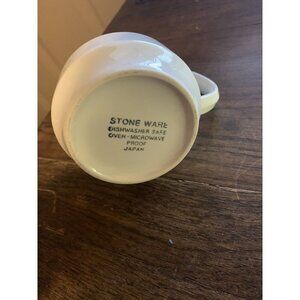 STONE WARE
DISHWASHER SAFE
OVEN-MICROWAVE
PROOF
JAPAN